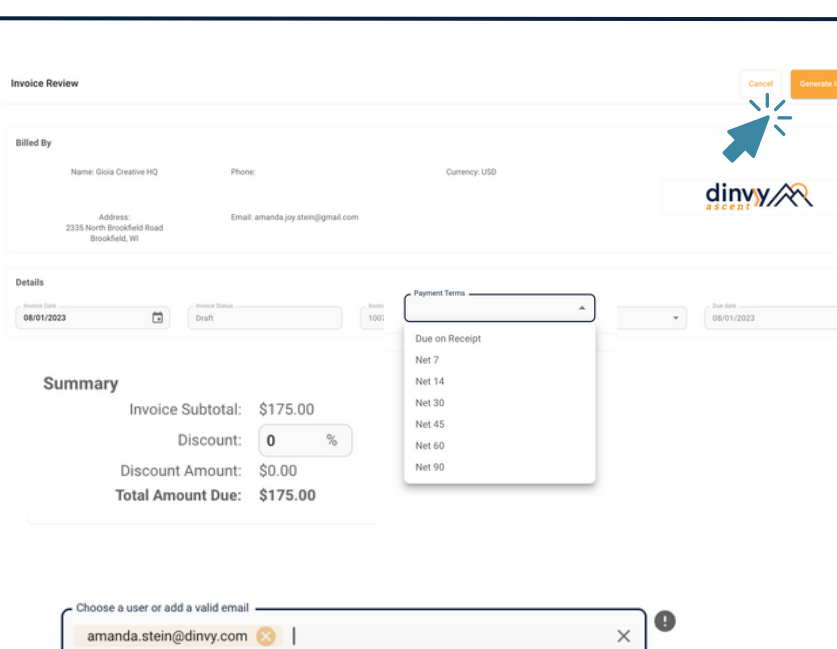 Invoice Review
Cancel
Generate
Billed By
Name: Gioia Creative HQ
Phone:
Currency: USD
dinvy
ascent
Address:
2335 North Brookfield Road
Brookfield, WI
Email: amanda.joy.stein@gmail.com
Details
Invoice Date
08/01/2023
Invoice Status
Draft
1007
Payment Terms
Due date
08/01/2023
Due on Receipt
Net 7
Net 14
Net 30
Net 45
Net 60
Net 90
Summary
Invoice Subtotal: $175.00
Discount: 0 %
Discount Amount: $0.00
Total Amount Due: $175.00
Choose a user or add a valid email
amanda.stein@dinvy.com